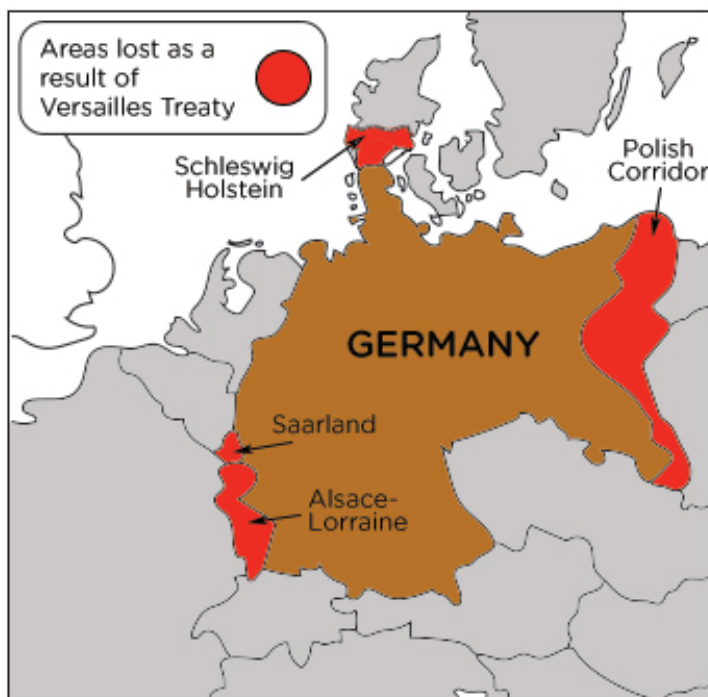 Areas lost as a
result of
Versailles Treaty
Schleswig
Holstein
Polish
Corridor
GERMANY
Saarland
Alsace-
Lorraine